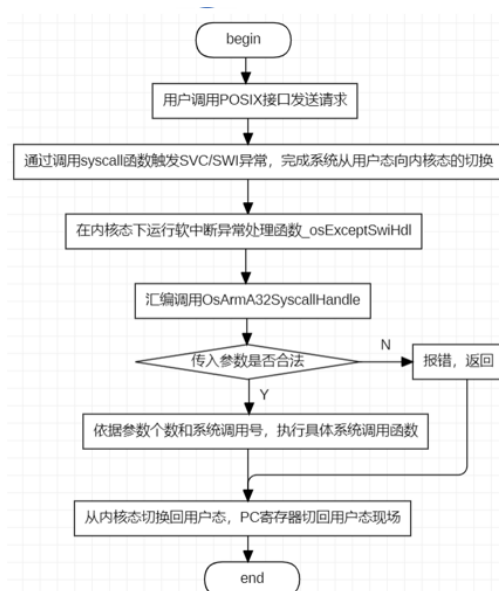 begin
用户调用POSIX接口发送请求
通过调用syscall函数触发SVC/SWI异常，完成系统从用户态向内核态的切换
在内核态下运行软中断异常处理函数_osExceptSwiHdl
汇编调用OsArmA32SyscallHandle
传入参数是否合法
N
报错，返回
Y
依据参数个数和系统调用号，执行具体系统调用函数
从内核态切换回用户态，PC寄存器切回用户态现场
end